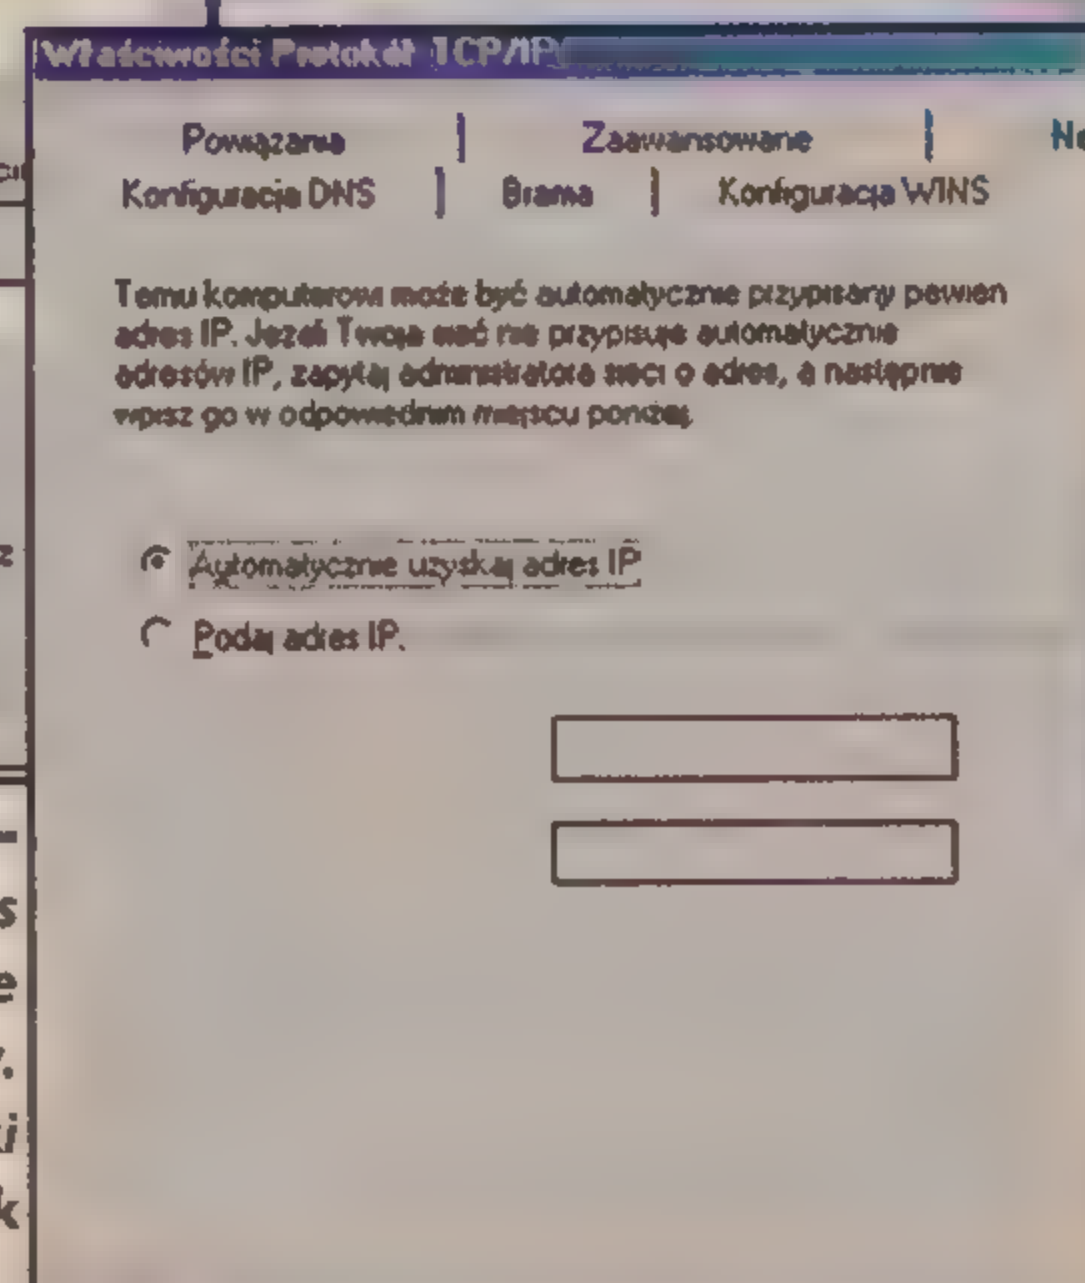 Właściwości Protokół TCP/IP
Powiązania
Zaawansowane
Konfiguracja DNS
Brama
Konfiguracja WINS
Temu komputerowi może być automatycznie przypisany pewien
adres IP. Jeżeli Twoja sieć nie przypisuje automatycznie
adresów IP, zapytaj administratora sieci o adres, a następnie
wpisz go w odpowiednim miejscu poniżej.
Automatycznie uzyskaj adres IP
Podaj adres IP.